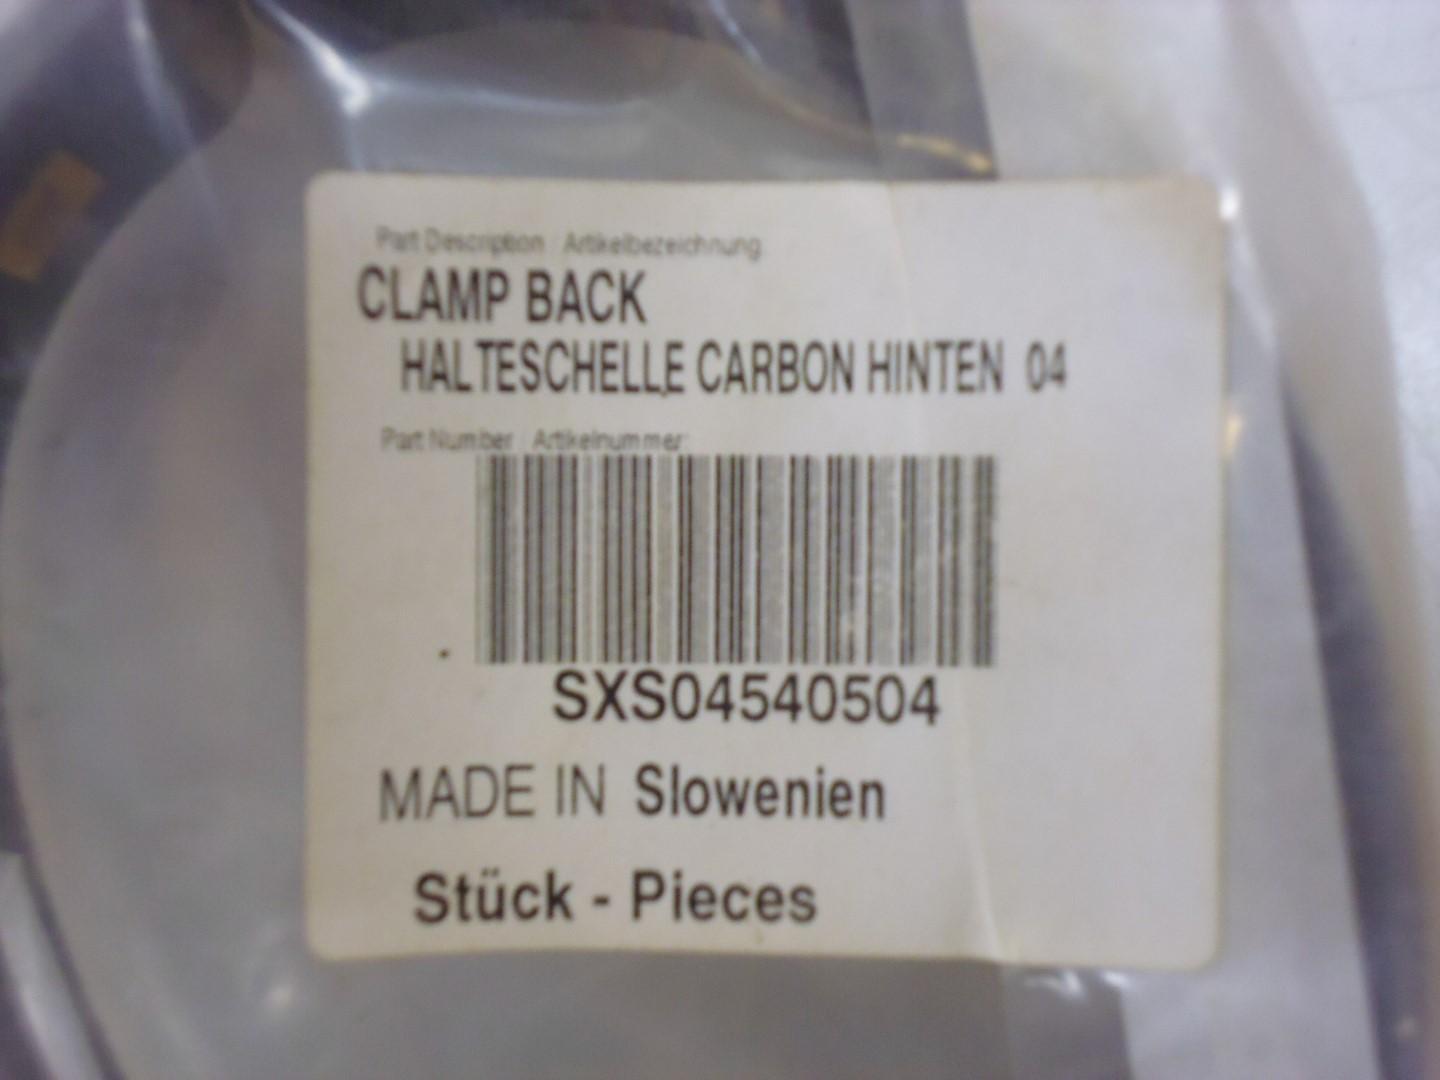 Part Description / Artikelbezeichnung
CLAMP BACK
HALTESCHELLE CARBON HINTEN 04
Part Number / Artikelnummer:
SXS04540504
MADE IN Slowenien
Stück - Pieces